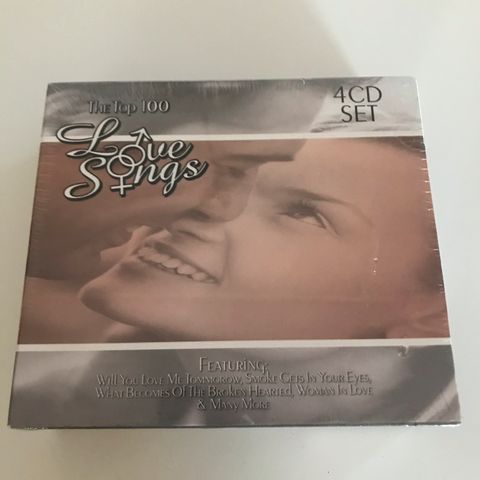 The Top 100
Love
Songs
4CD
SET
Featuring:
Will You Love Me Tommorow, Smoke Gets In Your Eyes,
What Becomes Of The Broken Hearted, Woman In Love
& Many More